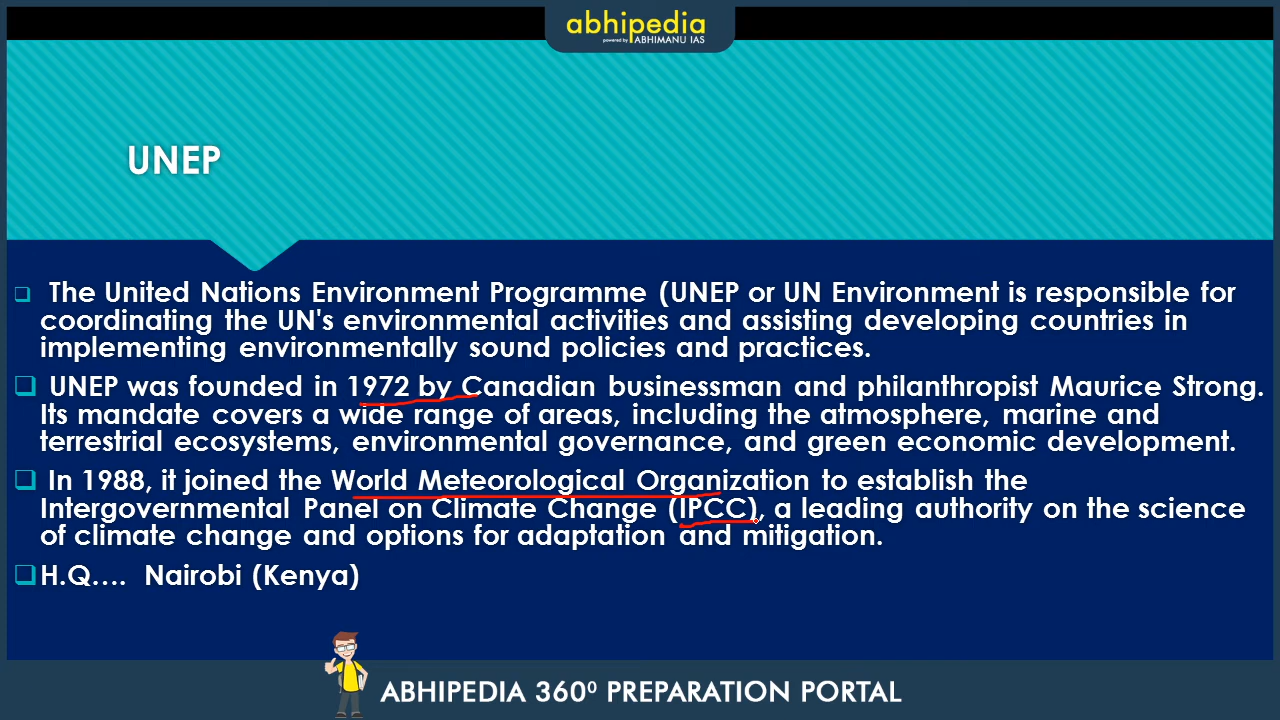 abhipedia
powered by ABHIMANU IAS
UNEP
The United Nations Environment Programme (UNEP or UN Environment is responsible for
coordinating the UN's environmental activities and assisting developing countries in
implementing environmentally sound policies and practices.
UNEP was founded in 1972 by Canadian businessman and philanthropist Maurice Strong.
Its mandate covers a wide range of areas, including the atmosphere, marine and
terrestrial ecosystems, environmental governance, and green economic development.
In 1988, it joined the World Meteorological Organization to establish the
Intergovernmental Panel on Climate Change (IPCC), a leading authority on the science
of climate change and options for adaptation and mitigation.
H.Q.... Nairobi (Kenya)
ABHIPEDIA 360⁰ PREPARATION PORTAL